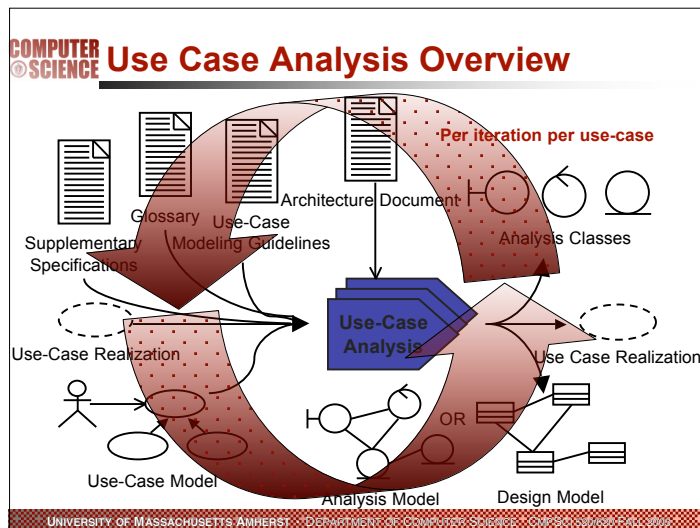 COMPUTER
SCIENCE
Use Case Analysis Overview
Per iteration per use-case
Glossary
Use-Case
Modeling Guidelines
Architecture Document
Supplementary
Specifications
Analysis Classes
Use-Case
Analysis
Use-Case Realization
Use Case Realization
OR
Use-Case Model
Analysis Model
Design Model
UNIVERSITY OF MASSACHUSETTS AMHERST DEPARTMENT OF COMPUTER SCIENCE